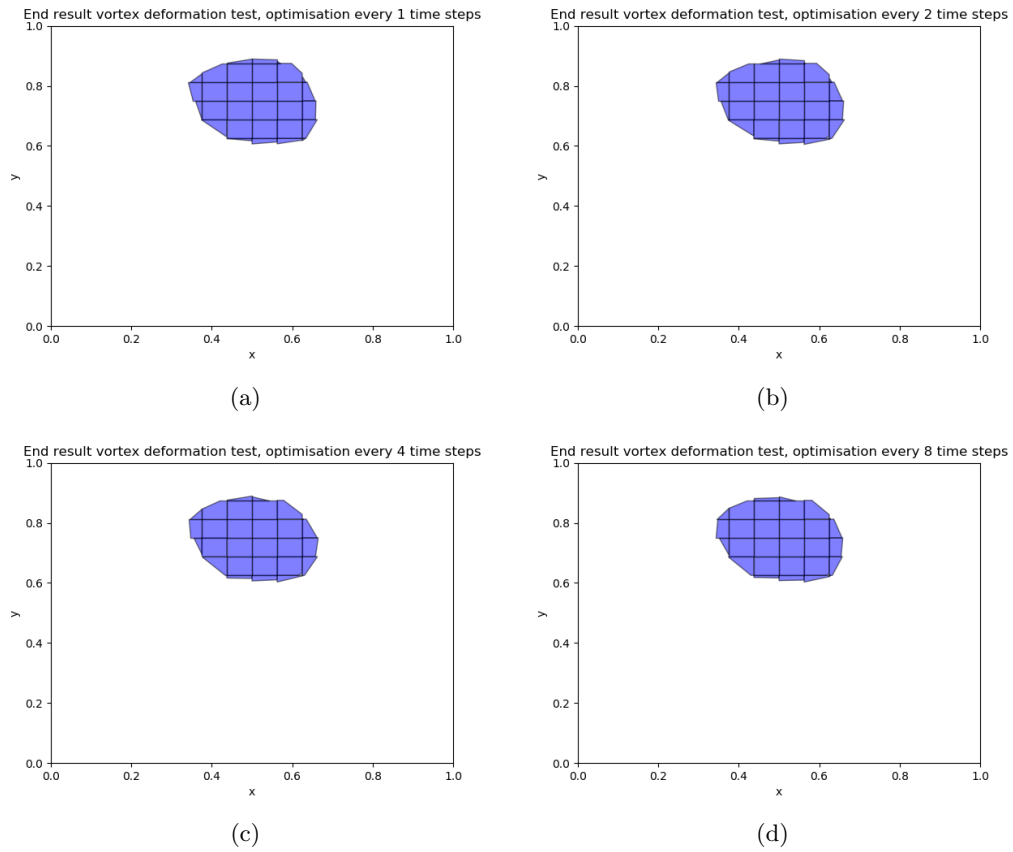 End result vortex deformation test, optimisation every 1 time steps
1.0
0.8
0.6
0.4
0.2
0.0
y
0.0 0.2 0.4 0.6 0.8 1.0
x
(a)
End result vortex deformation test, optimisation every 2 time steps
1.0
0.8
0.6
0.4
0.2
0.0
y
0.0 0.2 0.4 0.6 0.8 1.0
x
(b)
End result vortex deformation test, optimisation every 4 time steps
1.0
0.8
0.6
0.4
0.2
0.0
y
0.0 0.2 0.4 0.6 0.8 1.0
x
(c)
End result vortex deformation test, optimisation every 8 time steps
1.0
0.8
0.6
0.4
0.2
0.0
y
0.0 0.2 0.4 0.6 0.8 1.0
x
(d)